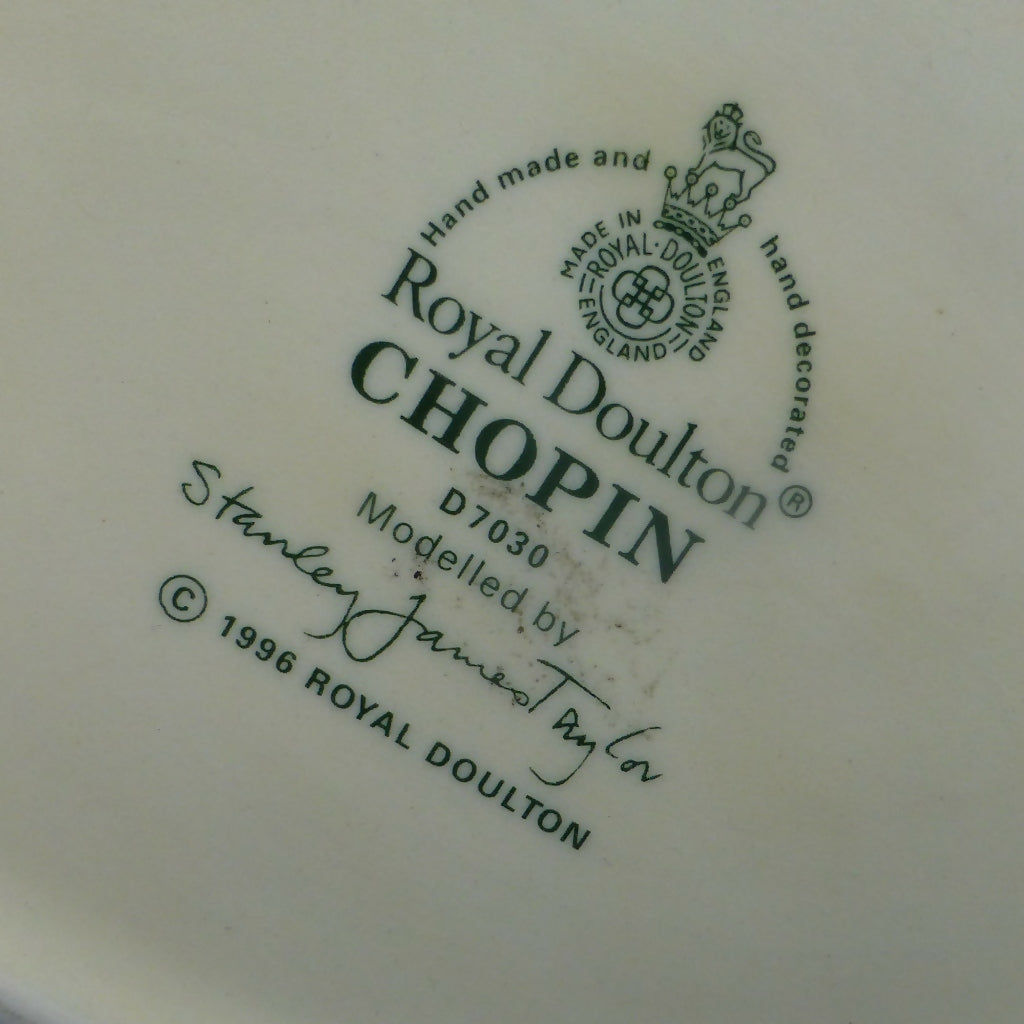 Hand made and hand decorated
MADE IN ENGLAND
ROYAL·DOULTON
ENGLAND
Royal Doulton ®
CHOPIN
D7030
Modelled by
Stanley James Taylor
© 1996 ROYAL DOULTON